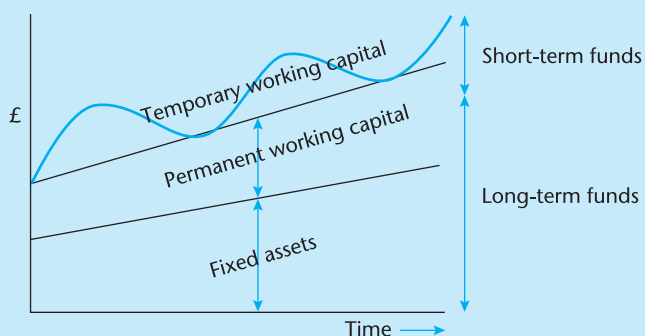 Short-term funds
Temporary working capital
£
Permanent working capital
Long-term funds
Fixed assets
Time